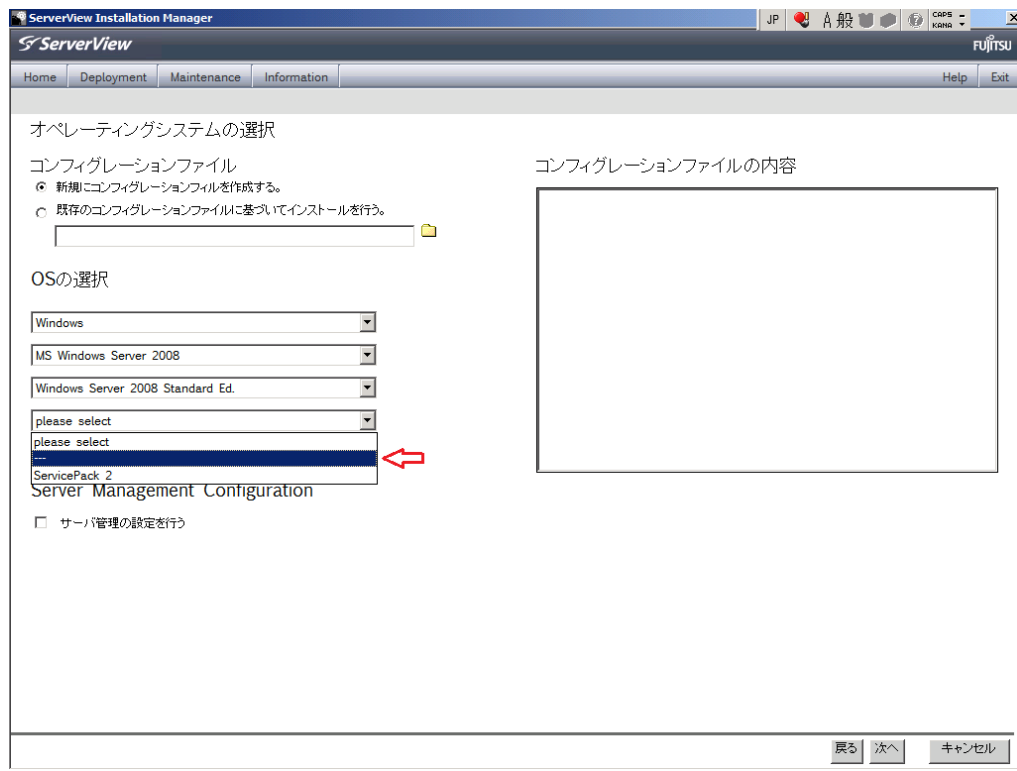 ServerView Installation Manager
JP A 般 CAPS KANA
ServerView FUJITSU
Home Deployment Maintenance Information Help Exit
オペレーティングシステムの選択
コンフィグレーションファイル
新規にコンフィグレーションフィルを作成する。
既存のコンフィグレーションファイルに基づいてインストールを行う。
コンフィグレーションファイルの内容
OSの選択
Windows
MS Windows Server 2008
Windows Server 2008 Standard Ed.
please select
please select
---
ServicePack 2
Server Management Configuration
サーバ管理の設定を行う
戻る 次へ キャンセル